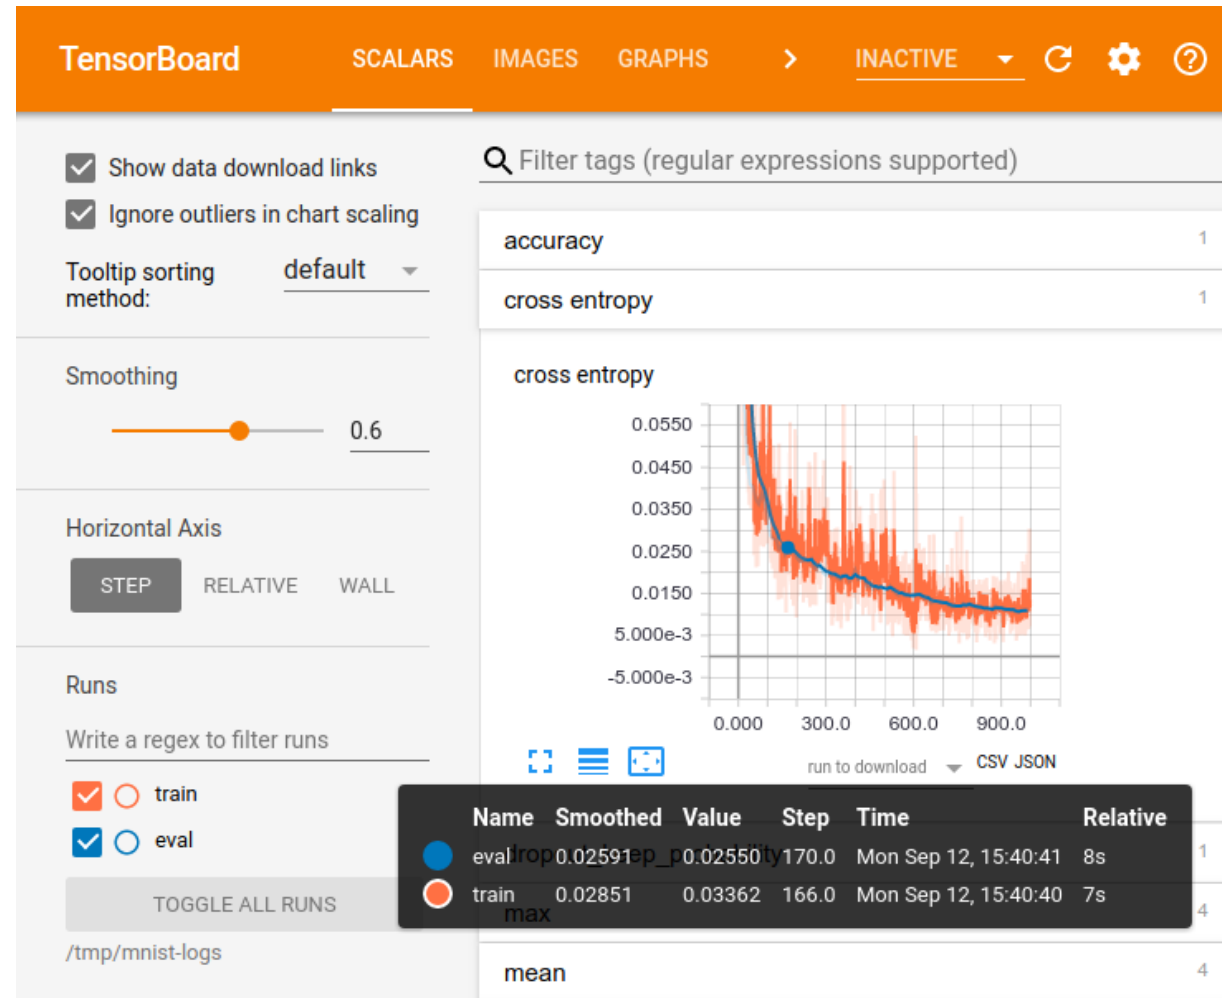 TensorBoard SCALARS IMAGES GRAPHS INACTIVE
Show data download links
Ignore outliers in chart scaling
Tooltip sorting method: default
Smoothing
0.6
Horizontal Axis
STEP RELATIVE WALL
Runs
Write a regex to filter runs
train
eval
TOGGLE ALL RUNS
/tmp/mnist-logs
Filter tags (regular expressions supported)
accuracy 1
cross entropy 1
cross entropy
0.0550
0.0450
0.0350
0.0250
0.0150
5.000e-3
-5.000e-3
0.000 300.0 600.0 900.0
run to download CSV JSON
Name Smoothed Value Step Time Relative
eval 0.02591 0.02550 170.0 Mon Sep 12, 15:40:41 8s
train 0.02851 0.03362 166.0 Mon Sep 12, 15:40:40 7s
1
max 4
mean 4